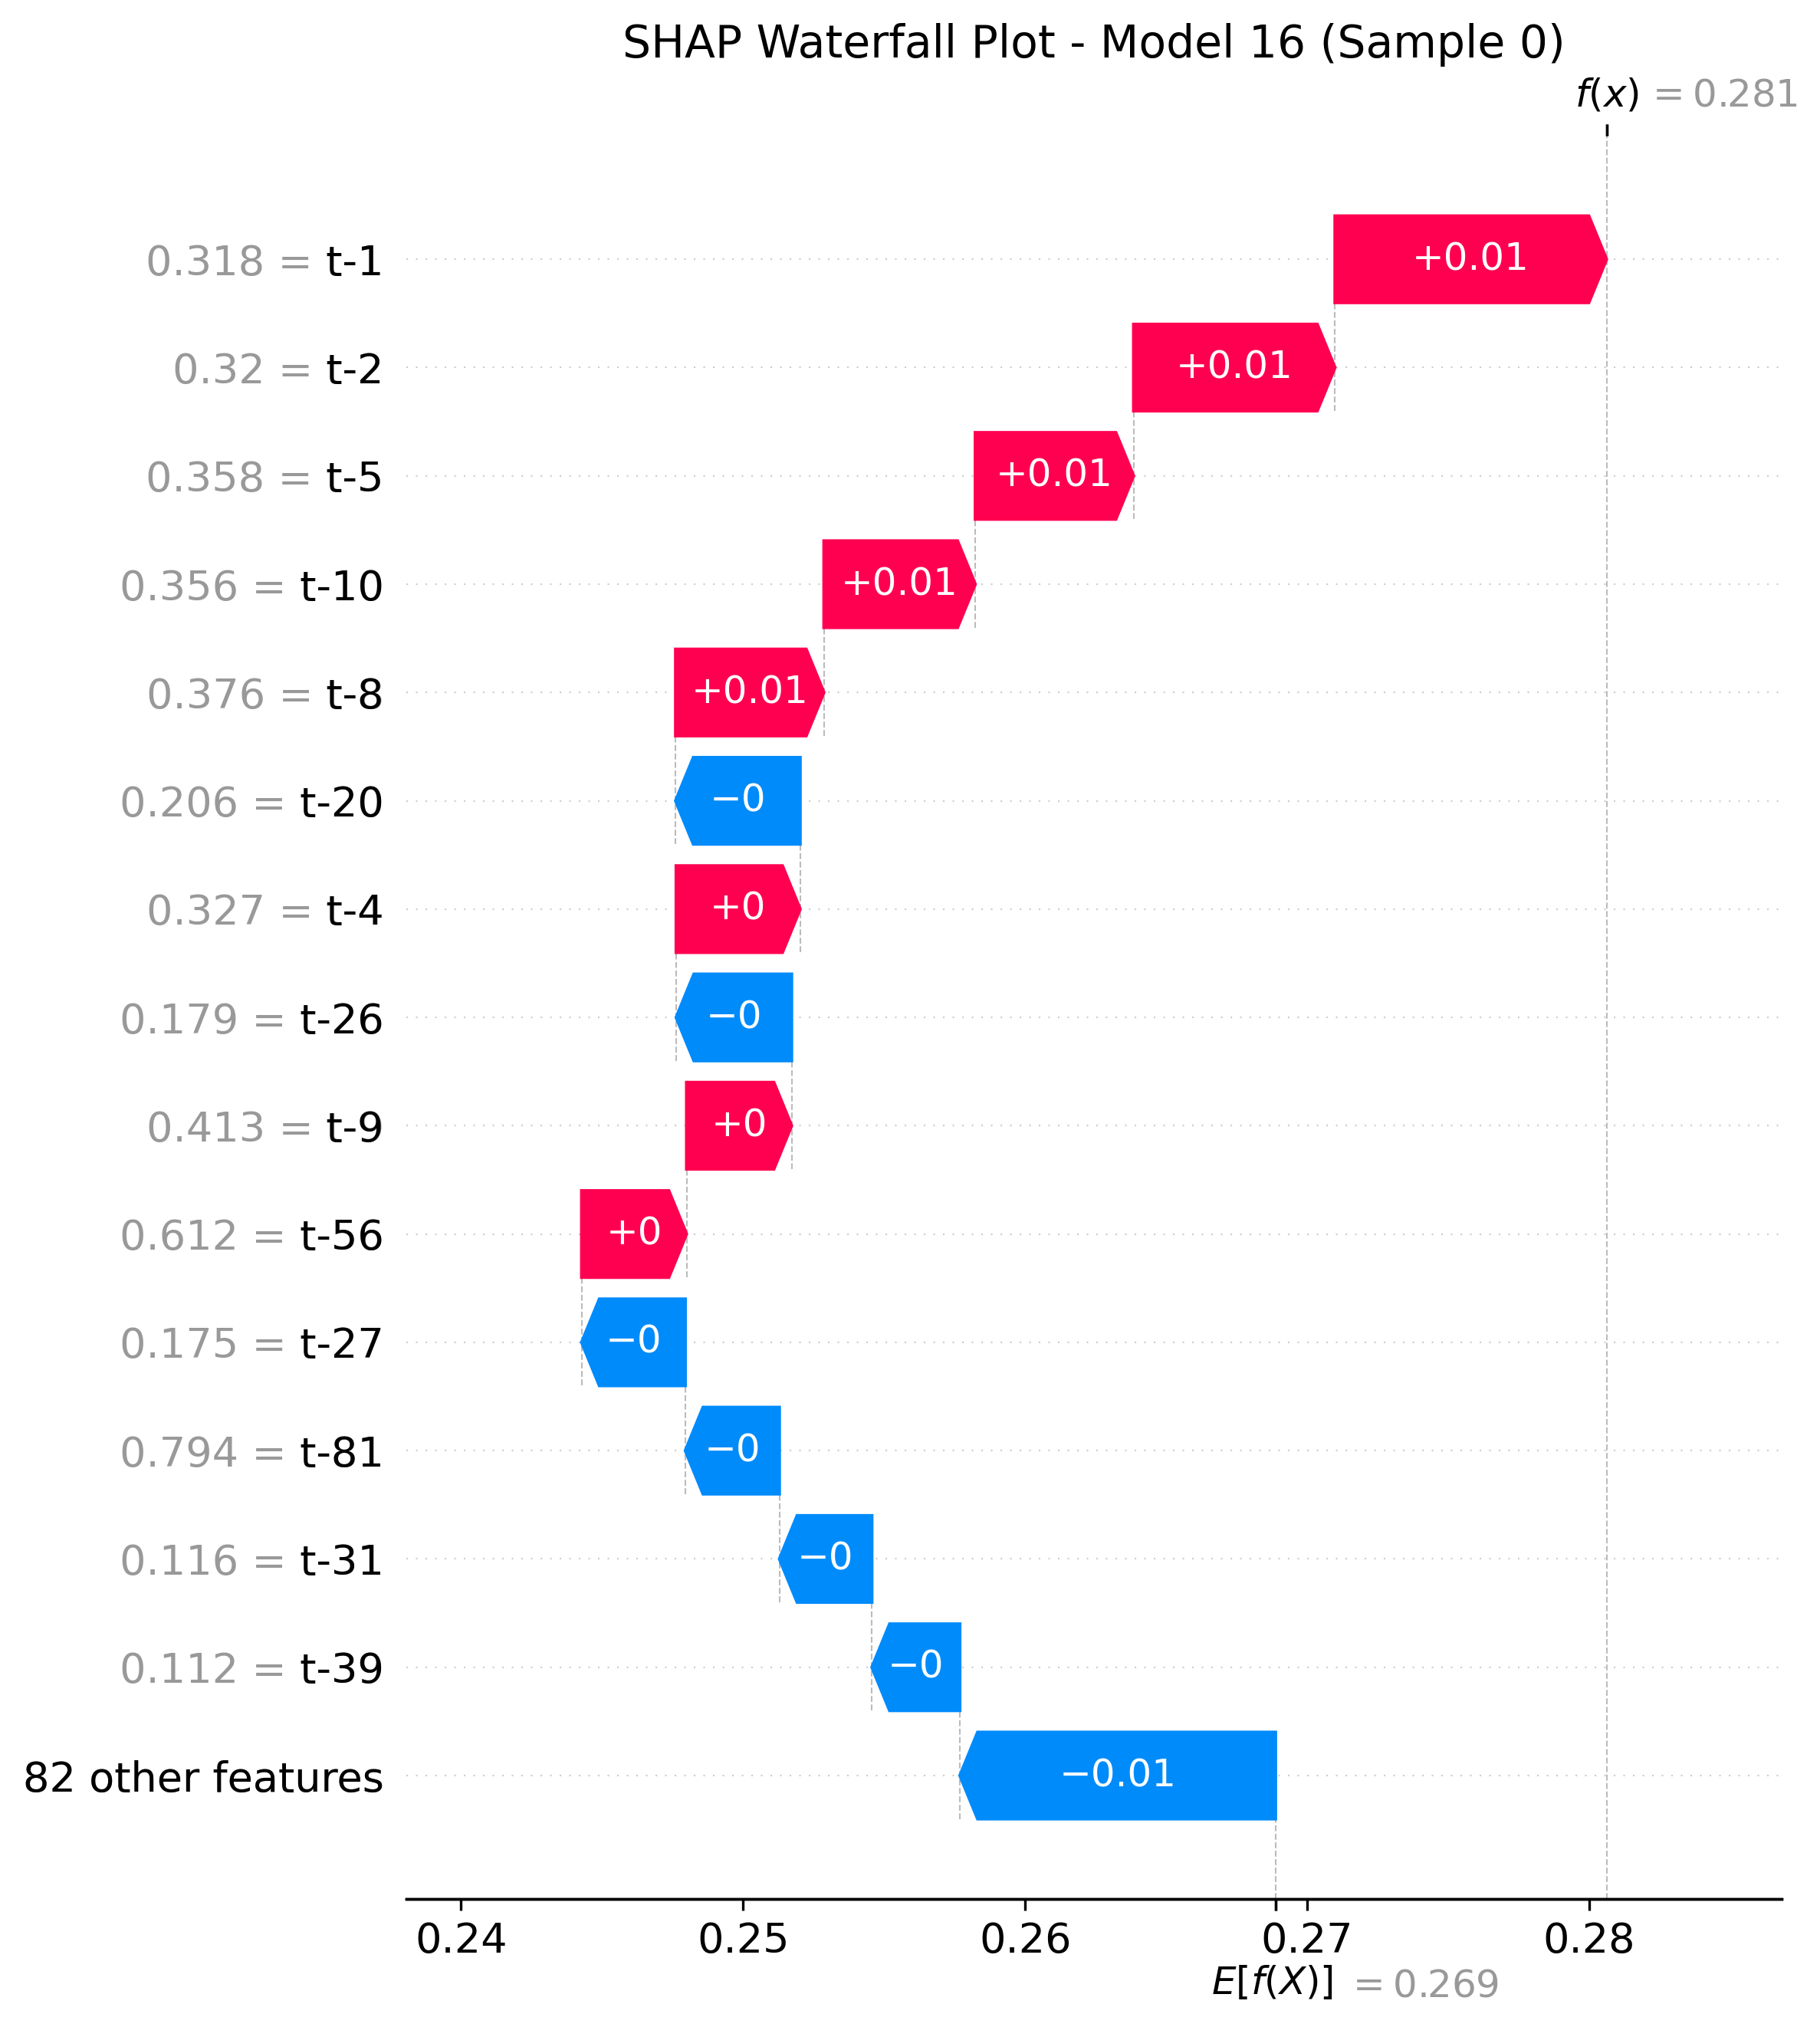 SHAP Waterfall Plot - Model 16 (Sample 0)
f(x) = 0.281
0.318 = t-1 +0.01
0.32 = t-2 +0.01
0.358 = t-5 +0.01
0.356 = t-10 +0.01
0.376 = t-8 +0.01
0.206 = t-20 −0
0.327 = t-4 +0
0.179 = t-26 −0
0.413 = t-9 +0
0.612 = t-56 +0
0.175 = t-27 −0
0.794 = t-81 −0
0.116 = t-31 −0
0.112 = t-39 −0
82 other features −0.01
0.24 0.25 0.26 0.27 0.28
E[f(X)] = 0.269